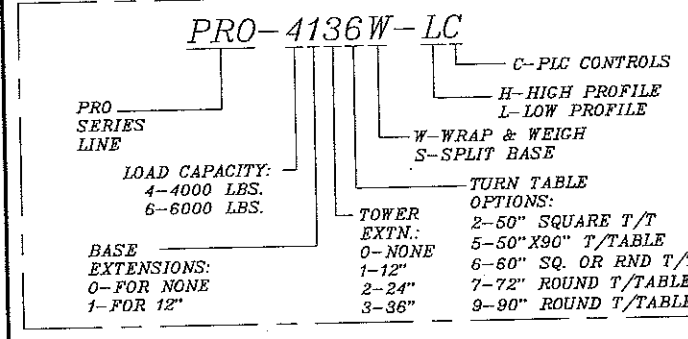 PRO-4136W-LC
C-PLC CONTROLS
H-HIGH PROFILE
L-LOW PROFILE
PRO
SERIES
LINE
W-WRAP & WEIGH
S-SPLIT BASE
LOAD CAPACITY:
4-4000 LBS.
6-6000 LBS.
TURN TABLE
OPTIONS:
2-50" SQUARE T/T
5-50"X90" T/TABLE
6-60" SQ. OR RND T/T
7-72" ROUND T/TABLE
9-90" ROUND T/TABLE
TOWER
EXTN.:
0-NONE
1-12"
2-24"
3-36"
BASE
EXTENSIONS:
0-FOR NONE
1-FOR 12"